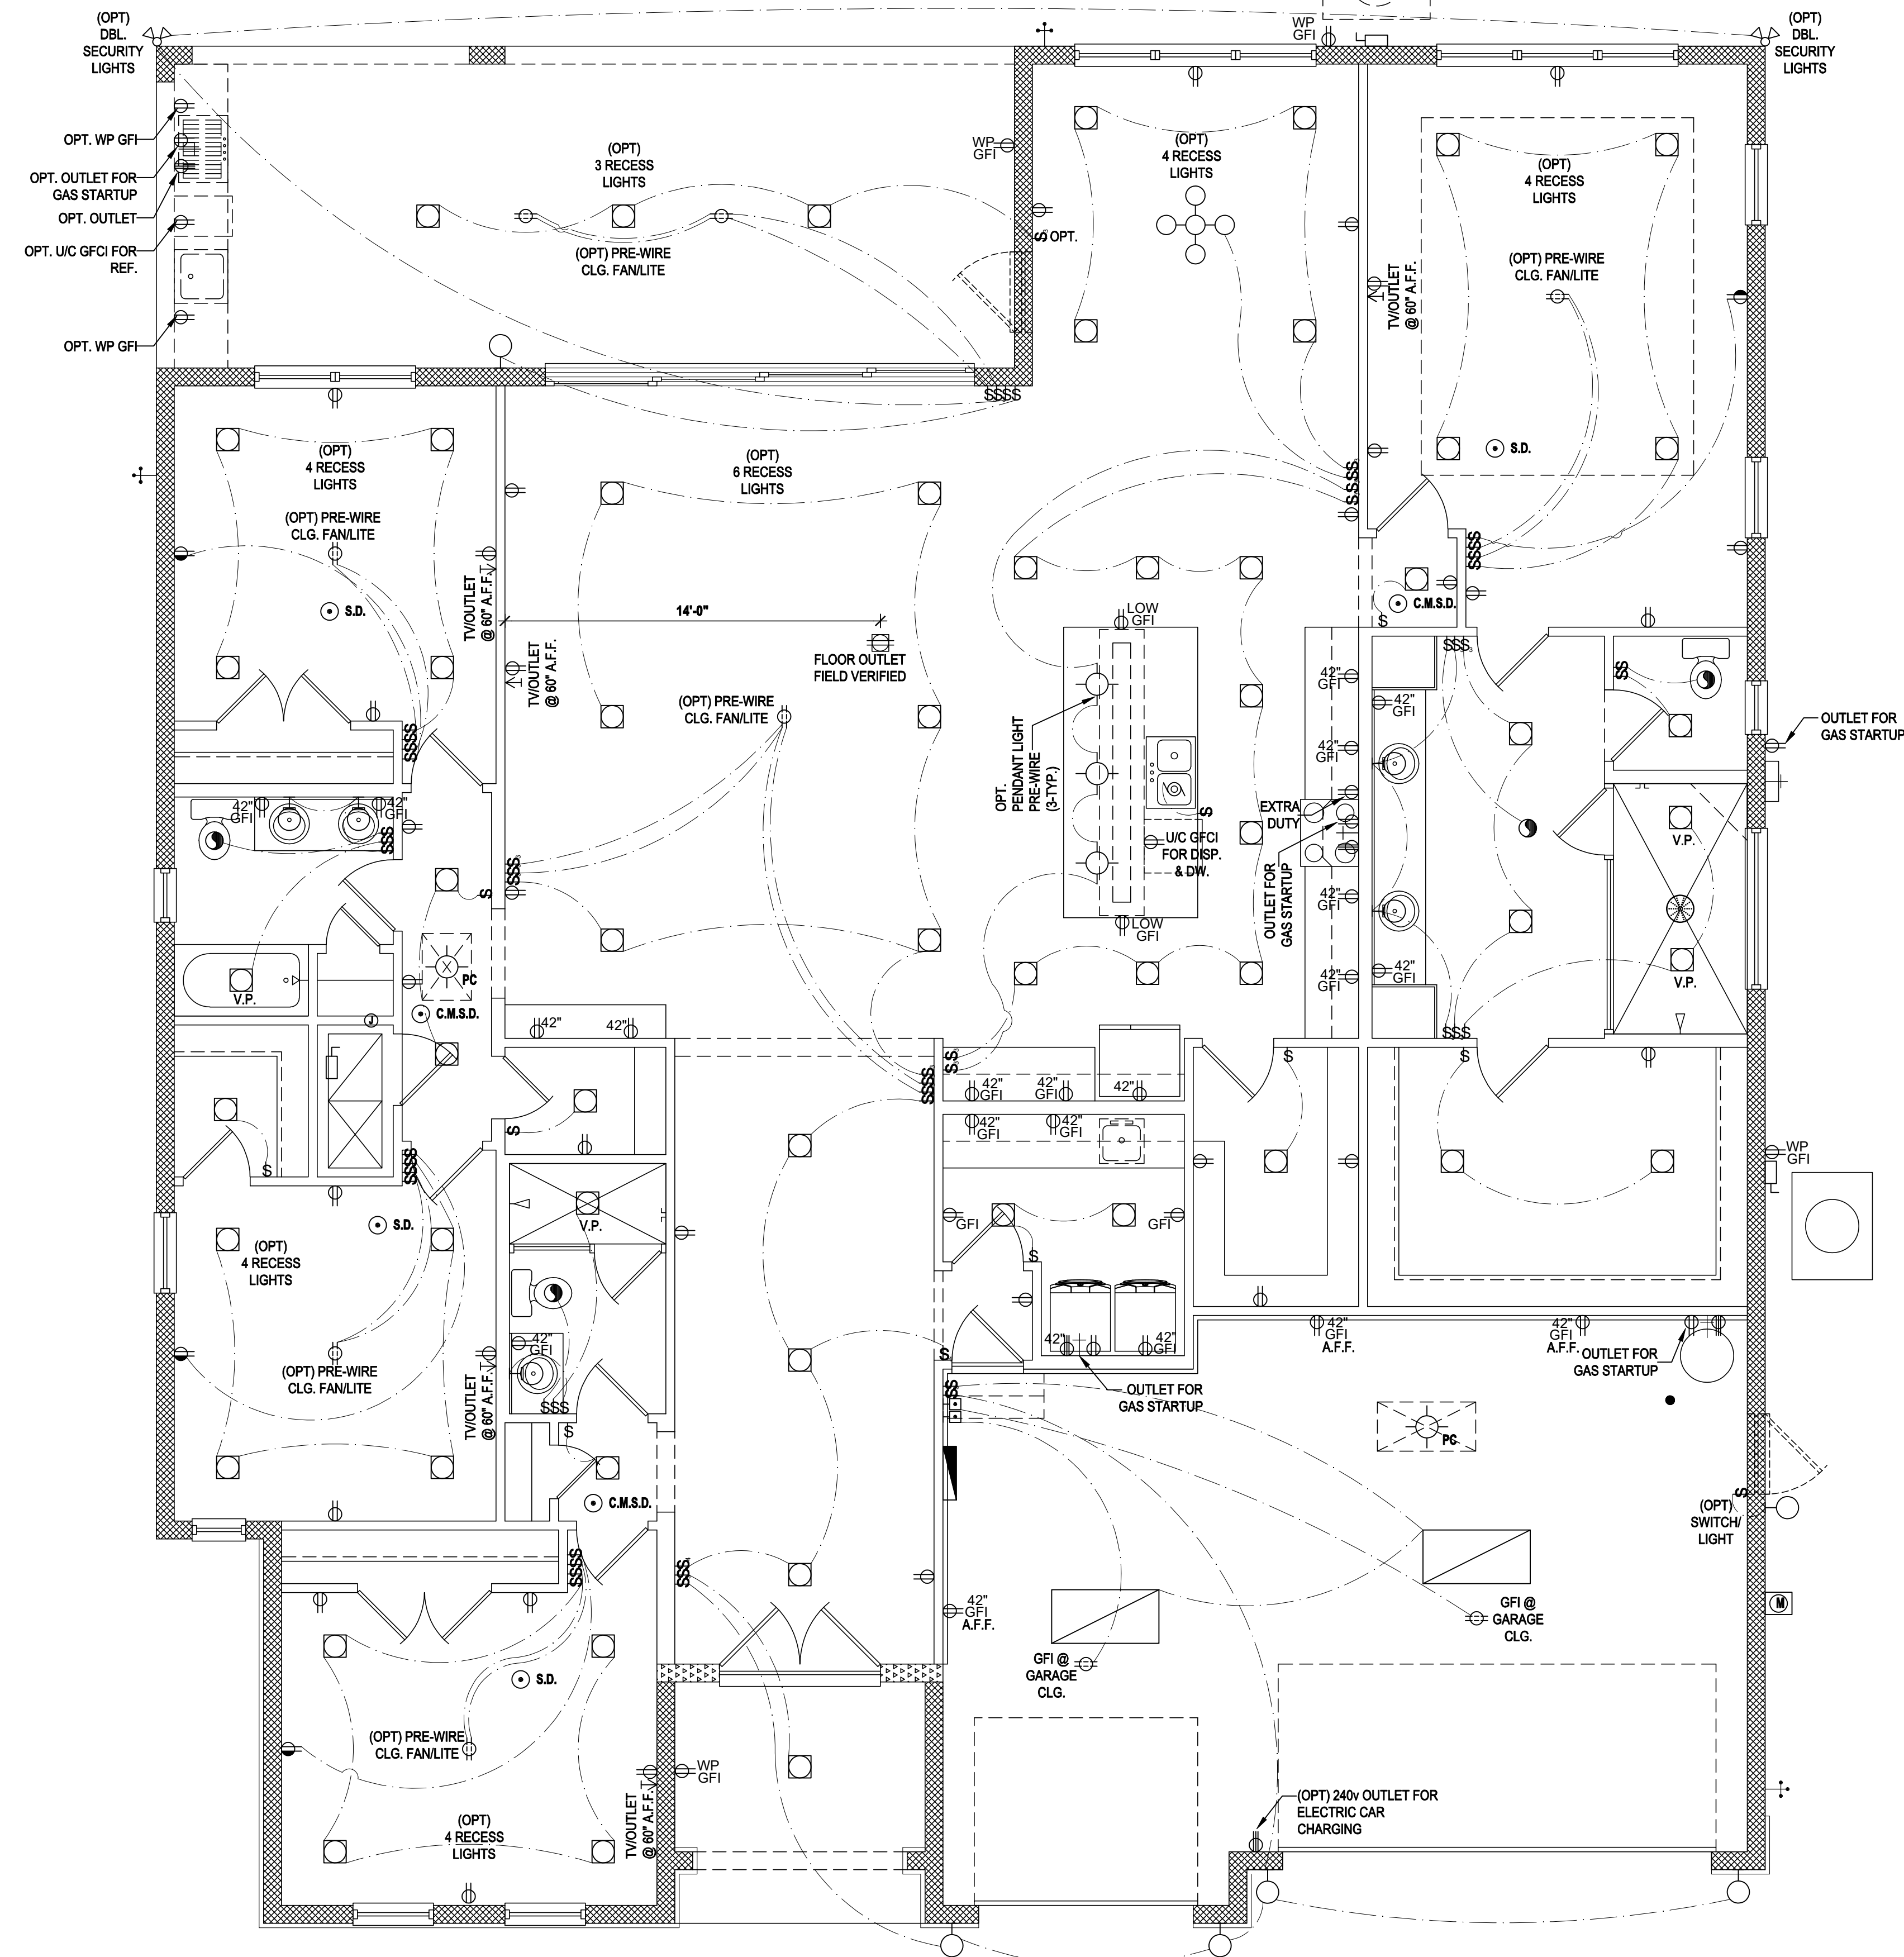 (OPT)
DBL.
SECURITY
LIGHTS
WP
GFI
(OPT)
DBL.
SECURITY
LIGHTS
OPT. WP GFI
OPT. OUTLET FOR
GAS STARTUP
OPT. OUTLET
OPT. U/C GFCI FOR
REF.
OPT. WP GFI
(OPT)
3 RECESS
LIGHTS
(OPT) PRE-WIRE
CLG. FAN/LITE
WP
GFI
S3 OPT.
(OPT)
4 RECESS
LIGHTS
TV/OUTLET
@ 60" A.F.F.
(OPT)
4 RECESS
LIGHTS
(OPT) PRE-WIRE
CLG. FAN/LITE
S.D.
$$$$
(OPT)
4 RECESS
LIGHTS
(OPT) PRE-WIRE
CLG. FAN/LITE
S.D.
TV/OUTLET
@ 60" A.F.F.
(OPT)
6 RECESS
LIGHTS
14'-0"
TV/OUTLET
@ 60" A.F.F.
FLOOR OUTLET
FIELD VERIFIED
(OPT) PRE-WIRE
CLG. FAN/LITE
LOW
GFI
OPT.
PENDANT LIGHT
PRE-WIRE
(3-TYP.)
U/C GFCI
FOR DISP.
& DW.
LOW
GFI
EXTRA
DUTY
OUTLET FOR
GAS STARTUP
42"
GFI
42"
GFI
42"
GFI
42"
GFI
C.M.S.D.
42"
GFI
42"
GFI
V.P.
V.P.
OUTLET FOR
GAS STARTUP
42"
GFI
42"
GFI
V.P.
PC
C.M.S.D.
J
42"
42"
42"
GFI
42"
GFI
42"
42"
GFI
42"
GFI
GFI
GFI
42"
42"
GFI
OUTLET FOR
GAS STARTUP
WP
GFI
S.D.
(OPT)
4 RECESS
LIGHTS
(OPT) PRE-WIRE
CLG. FAN/LITE
TV/OUTLET
@ 60" A.F.F.
V.P.
42"
GFI
C.M.S.D.
42"
GFI
A.F.F.
42"
GFI
A.F.F.
OUTLET FOR
GAS STARTUP
PC
(OPT)
SWITCH/
LIGHT
M
42"
GFI
A.F.F.
GFI @
GARAGE
CLG.
GFI @
GARAGE
CLG.
S.D.
(OPT) PRE-WIRE
CLG. FAN/LITE
(OPT)
4 RECESS
LIGHTS
TV/OUTLET
@ 60" A.F.F.
WP
GFI
(OPT) 240v OUTLET FOR
ELECTRIC CAR
CHARGING